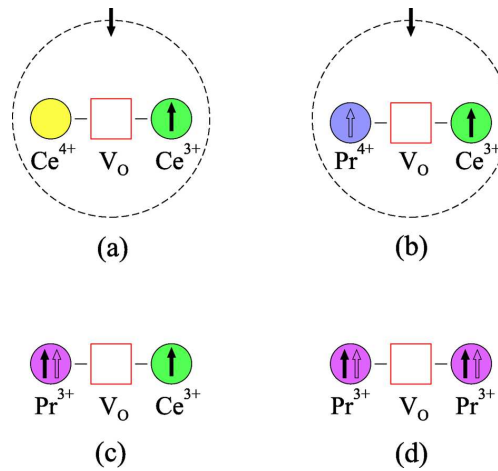 Ce4+ VO Ce3+
(a)
Pr4+ VO Ce3+
(b)
Pr3+ VO Ce3+
(c)
Pr3+ VO Pr3+
(d)